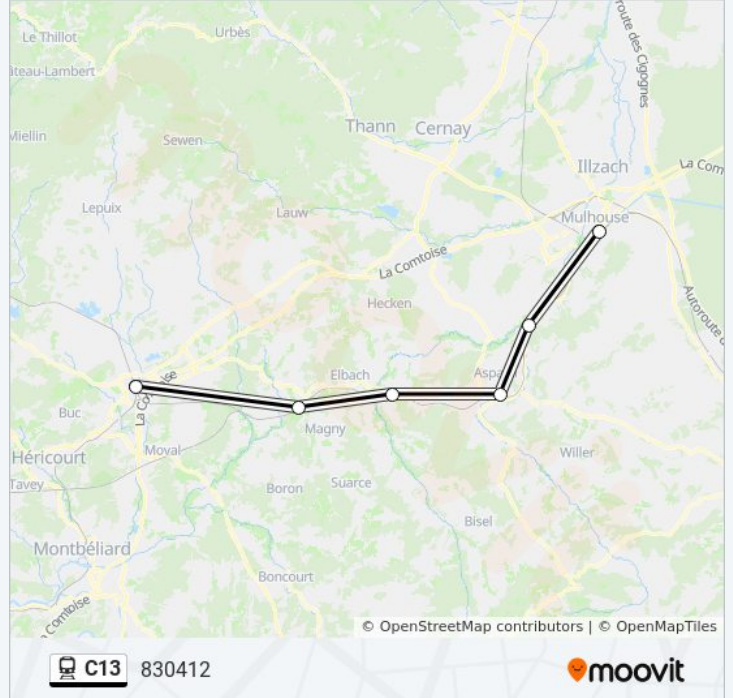 route des Cigognes
Le Thillot
Urbès
âteau-Lambert
Thann
Cernay
Miellin
Sewen
Illzach
La Com
Lepuix
Lauw
Mulhouse
La Comtoise
Hecken
Autoroute d
Elbach
Aspa
La Comtoise
Buc
Magny
Moval
Héricourt
Willer
Tavey
Boron
Suarce
Bisel
Montbéliard
Boncourt
a Comtoise
© OpenStreetMap contributors | © OpenMapTiles
C13 830412
moovit